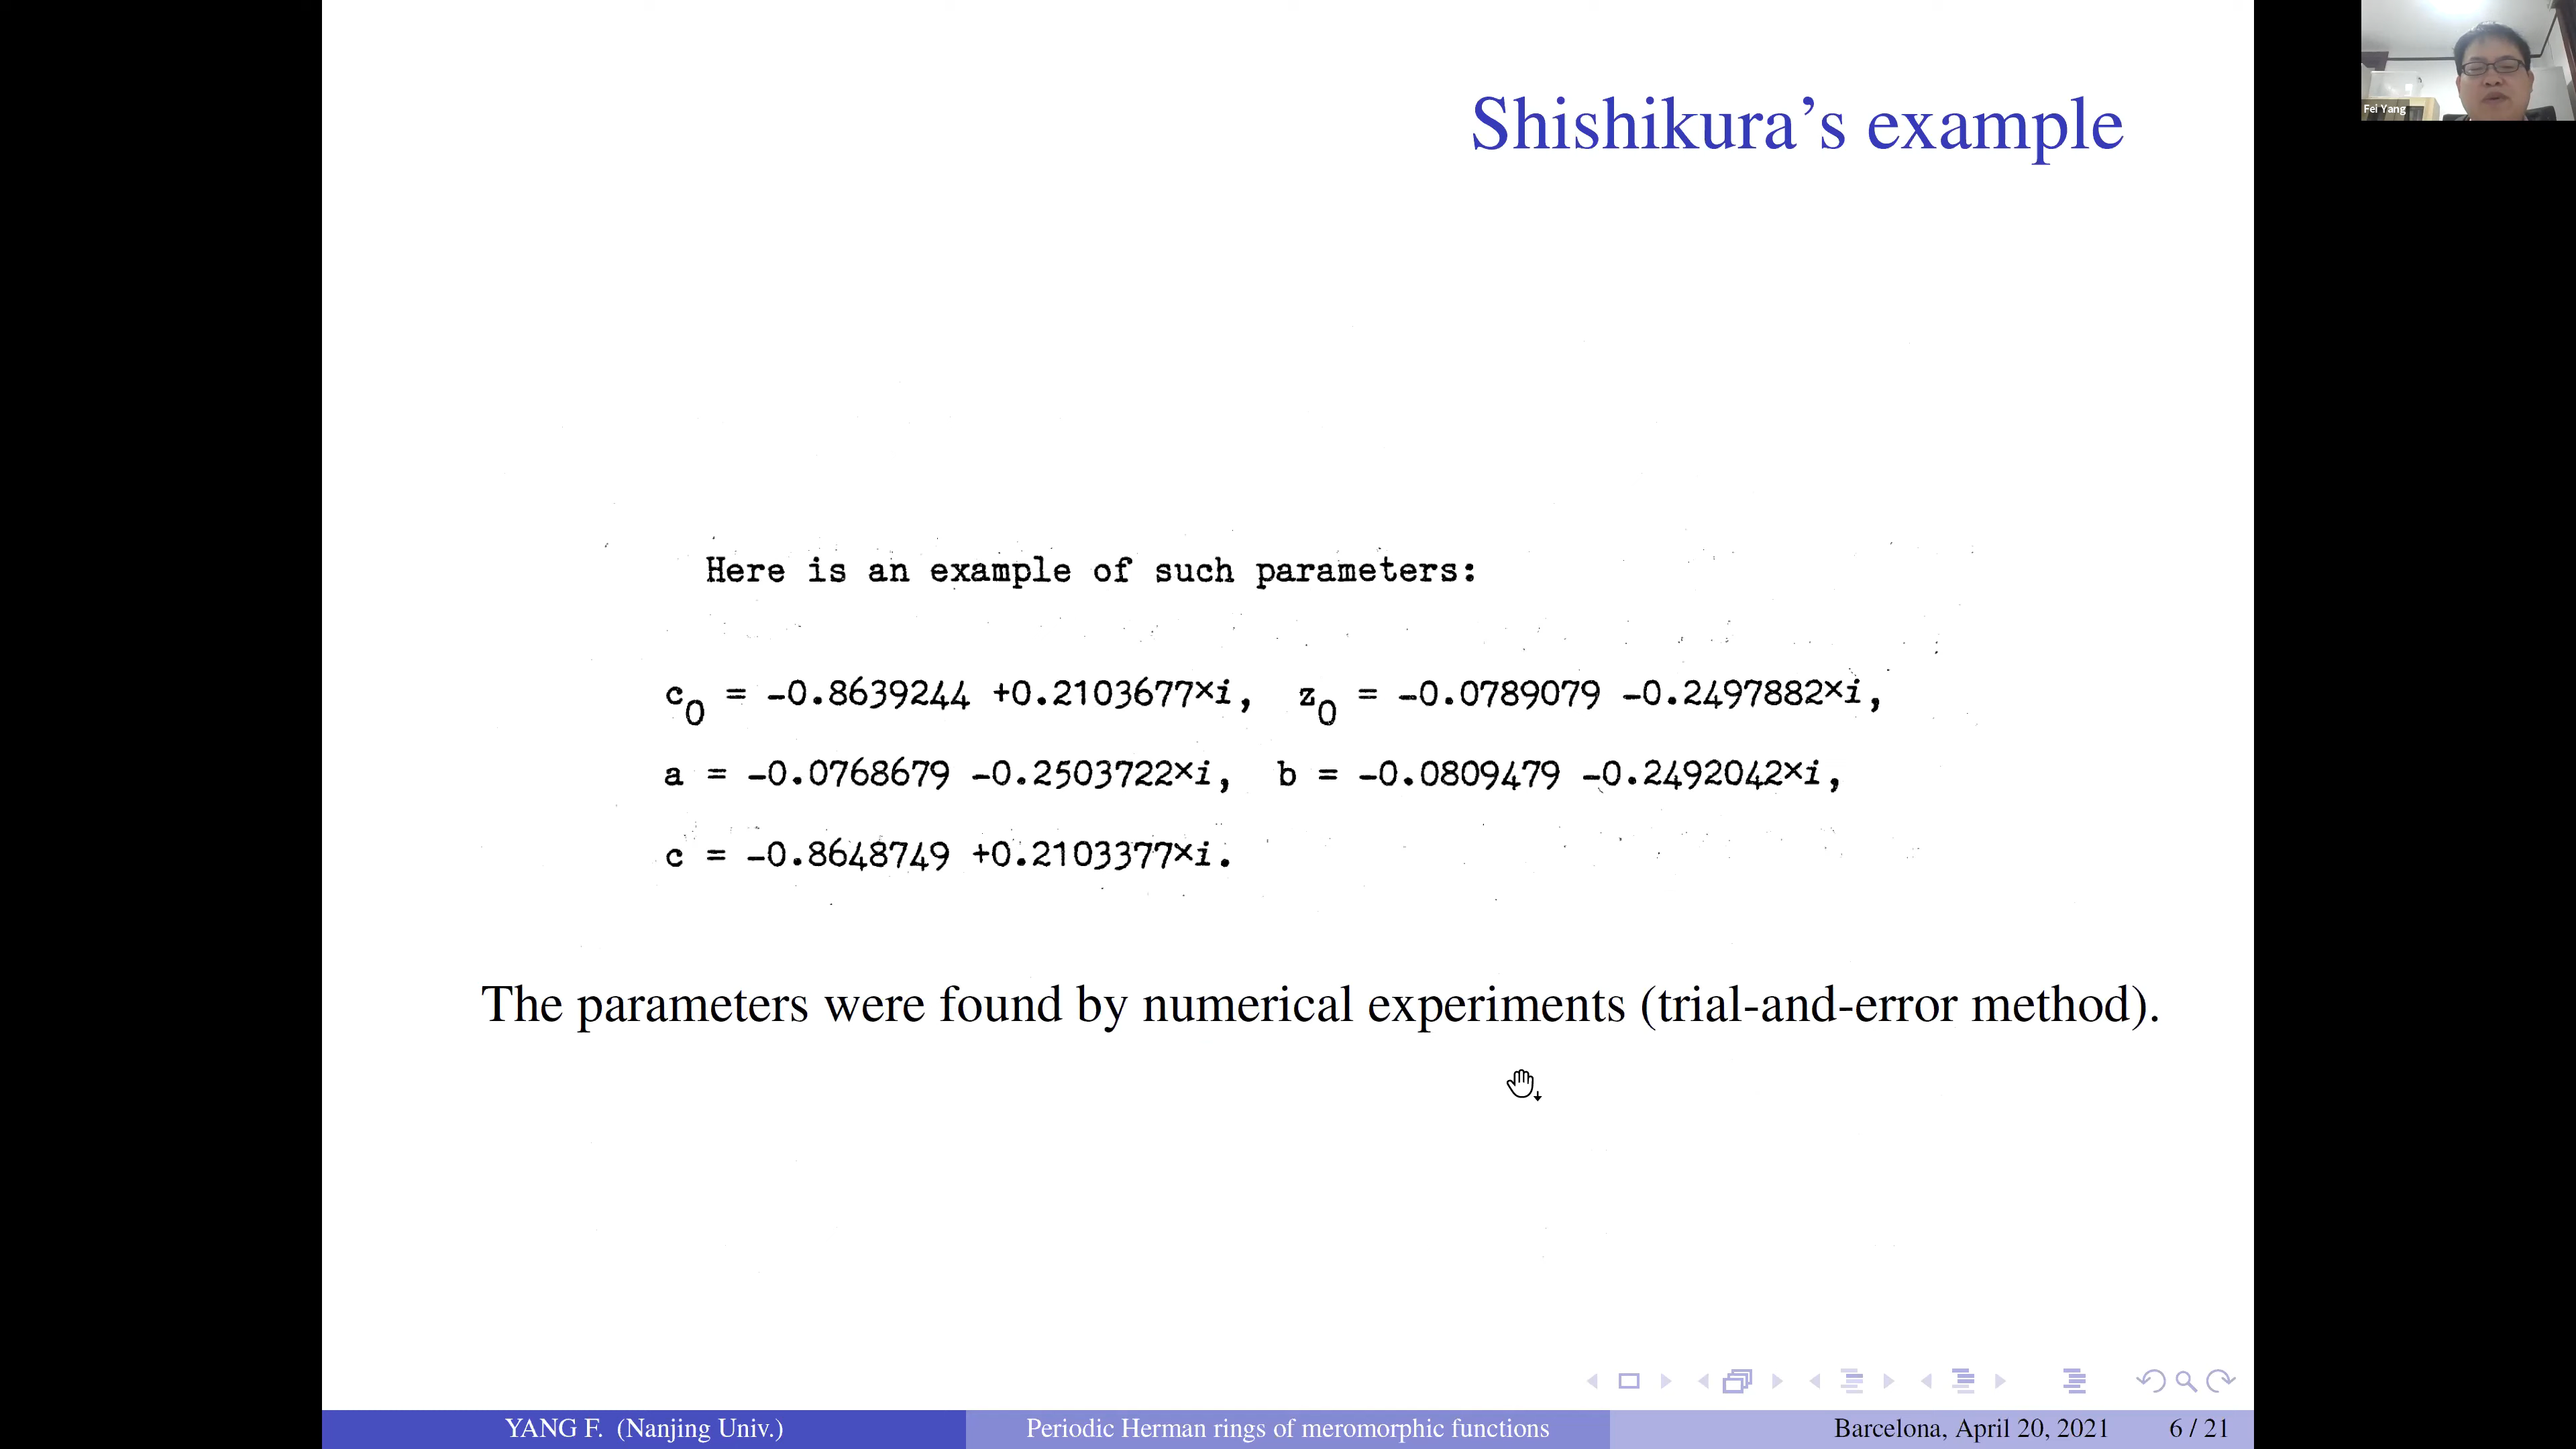 Shishikura's example
Fei Yang
Here is an example of such parameters:
c₀ = -0.8639244 +0.2103677×i, z₀ = -0.0789079 -0.2497882×i,
a = -0.0768679 -0.2503722×i, b = -0.0809479 -0.2492042×i,
c = -0.8648749 +0.2103377×i.
The parameters were found by numerical experiments (trial-and-error method).
YANG F. (Nanjing Univ.) Periodic Herman rings of meromorphic functions Barcelona, April 20, 2021 6 / 21